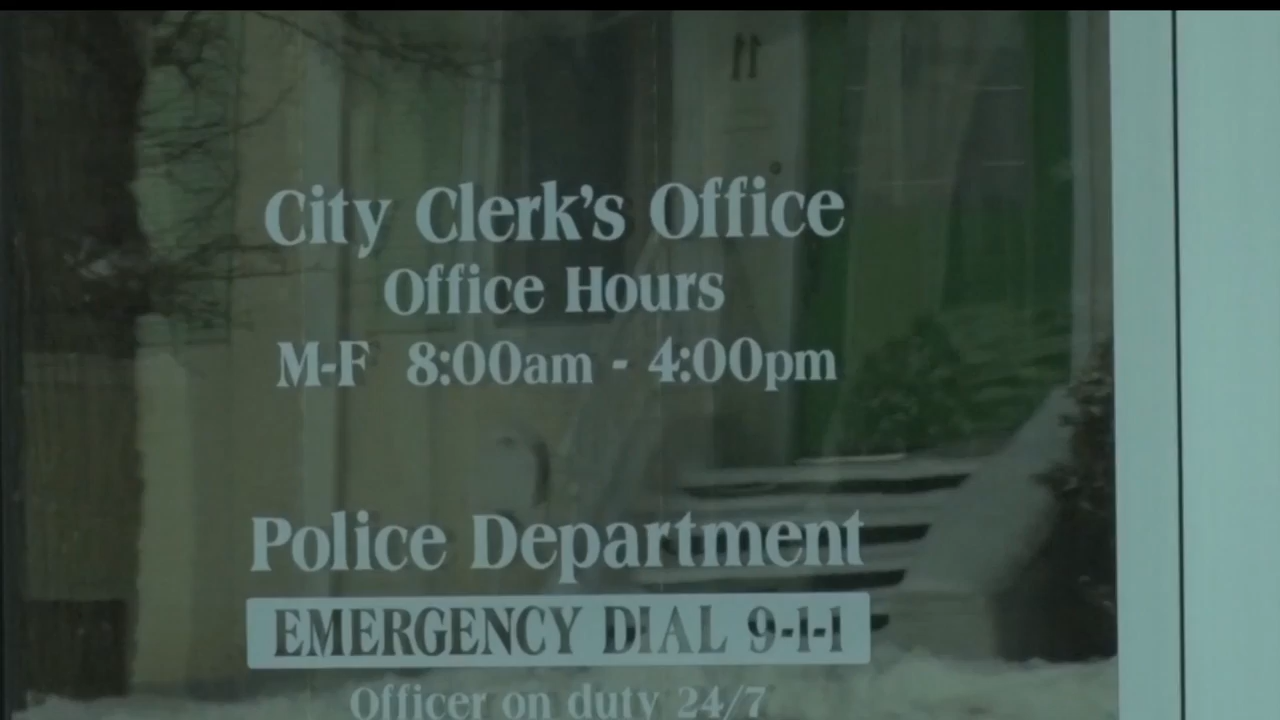 11
City Clerk's Office
Office Hours
M-F 8:00am - 4:00pm
Police Department
EMERGENCY DIAL 9-1-1
Officer on duty 24/7